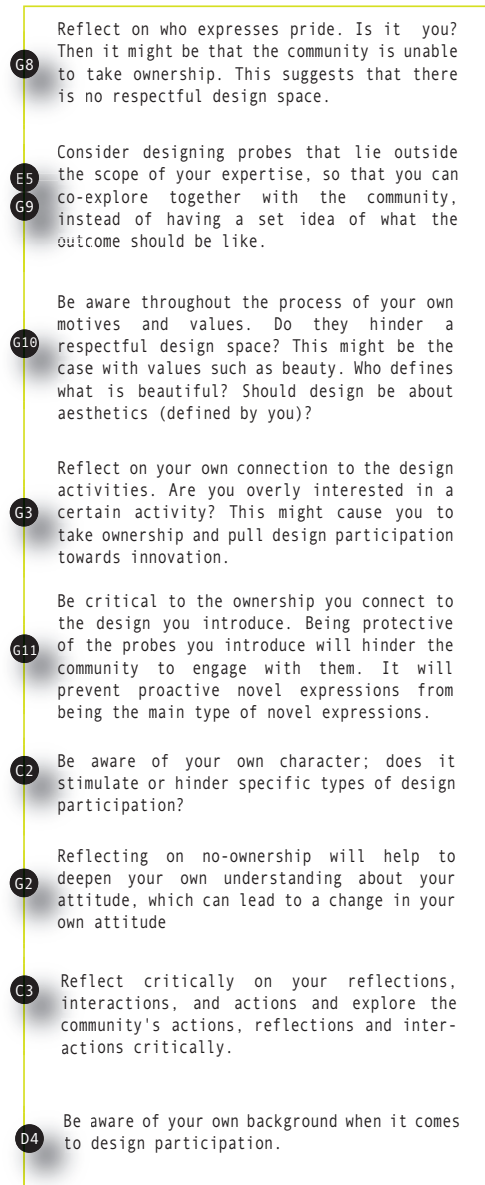 Reflect on who expresses pride. Is it you?
Then it might be that the community is unable
G8
to take ownership. This suggests that there
is no respectful design space.
Consider designing probes that lie outside
E5
the scope of your expertise, so that you can
co-explore together with the community,
G9
instead of having a set idea of what the
outcome should be like.
Be aware throughout the process of your own
motives and values. Do they hinder a
G10
respectful design space? This might be the
case with values such as beauty. Who defines
what is beautiful? Should design be about
aesthetics (defined by you)?
Reflect on your own connection to the design
activities. Are you overly interested in a
G3
certain activity? This might cause you to
take ownership and pull design participation
towards innovation.
Be critical to the ownership you connect to
the design you introduce. Being protective
G11
of the probes you introduce will hinder the
community to engage with them. It will
prevent proactive novel expressions from
being the main type of novel expressions.
C2
Be aware of your own character; does it
stimulate or hinder specific types of design
participation?
Reflecting on no-ownership will help to
G2
deepen your own understanding about your
attitude, which can lead to a change in your
own attitude
C3
Reflect critically on your reflections,
interactions, and actions and explore the
community's actions, reflections and inter-
actions critically.
Be aware of your own background when it comes
D4
to design participation.